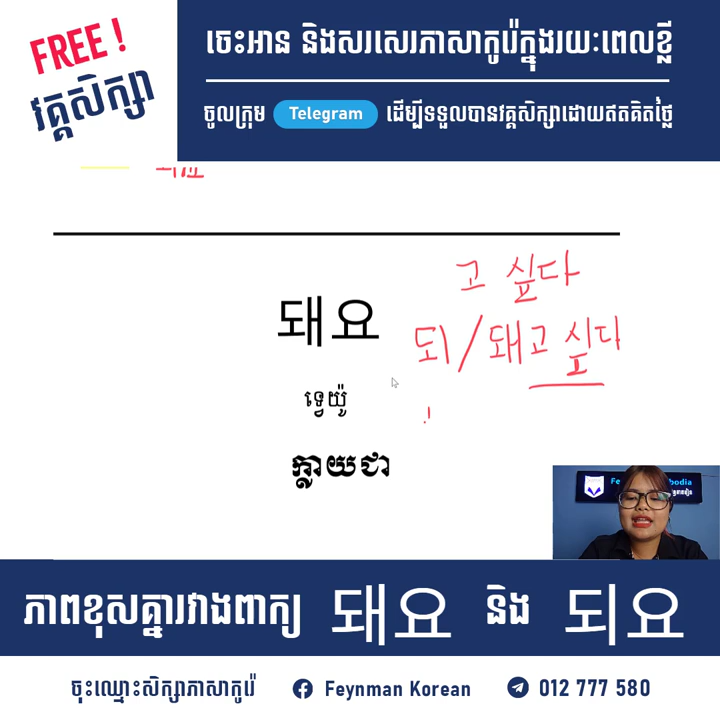 FREE !
វគ្គសិក្សា
ចេះអាន និងសរសេរភាសាកូរ៉េក្នុងរយៈពេលខ្លី
ចូលក្រុម Telegram ដើម្បីទទួលបានវគ្គសិក្សាដោយឥតគិតថ្លៃ
고 싶다
돼요
되/돼고 싶다
ទ្វេយ៉ូ
ក្លាយជា
ភាពខុសគ្នារវាងពាក្យ 돼요 និង 되요
ចុះឈ្មោះសិក្សាភាសាកូរ៉េ
Feynman Korean
012 777 580